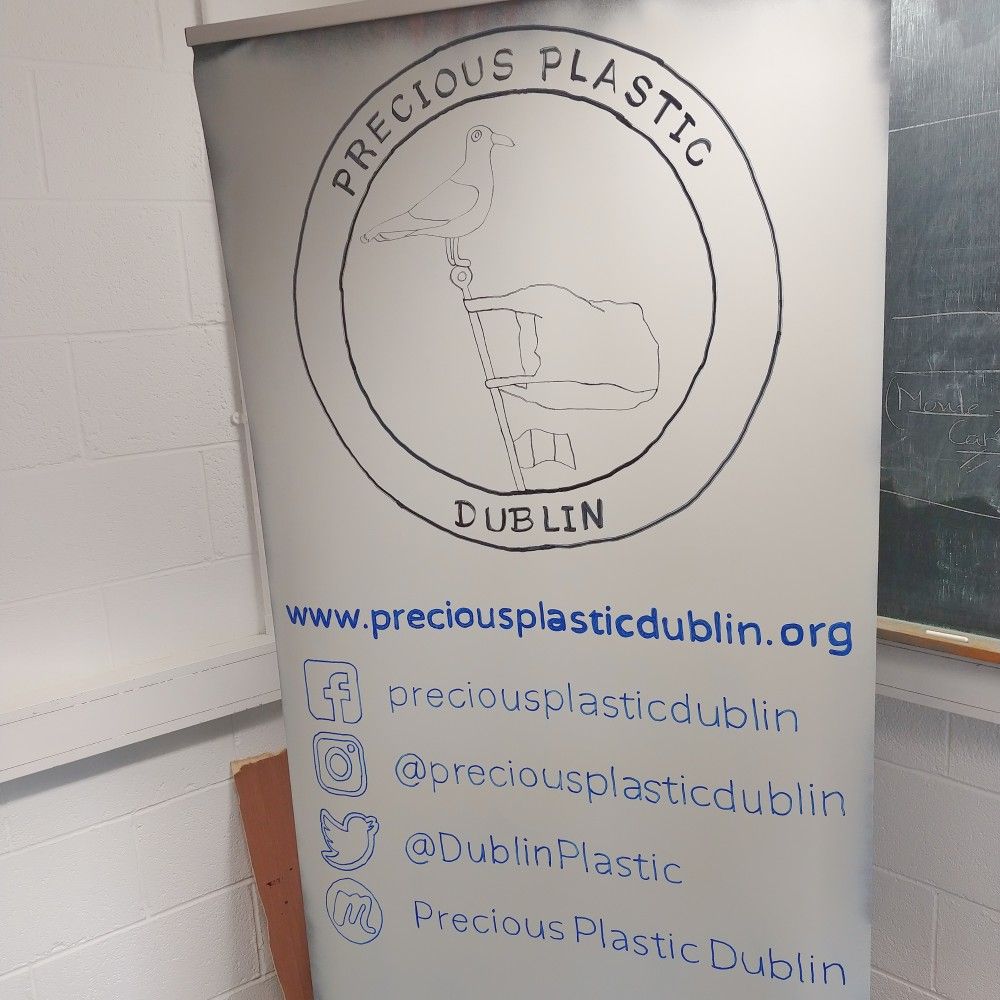 PRECIOUS PLASTIC
DUBLIN
www.preciousplasticdublin.org
preciousplasticdublin
@preciousplasticdublin
@DublinPlastic
Precious Plastic Dublin